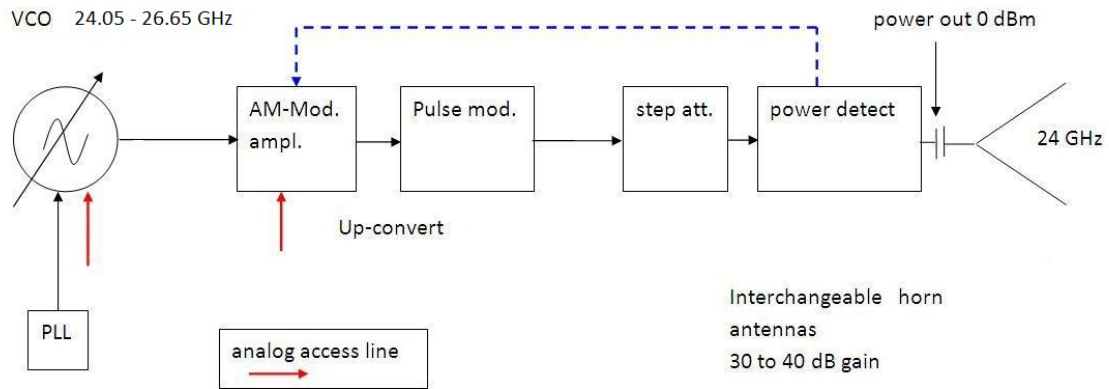 VCO 24.05 - 26.65 GHz
power out 0 dBm
AM-Mod.
ampl.
Pulse mod.
step att.
power detect
24 GHz
Up-convert
PLL
analog access line
Interchangeable horn
antennas
30 to 40 dB gain